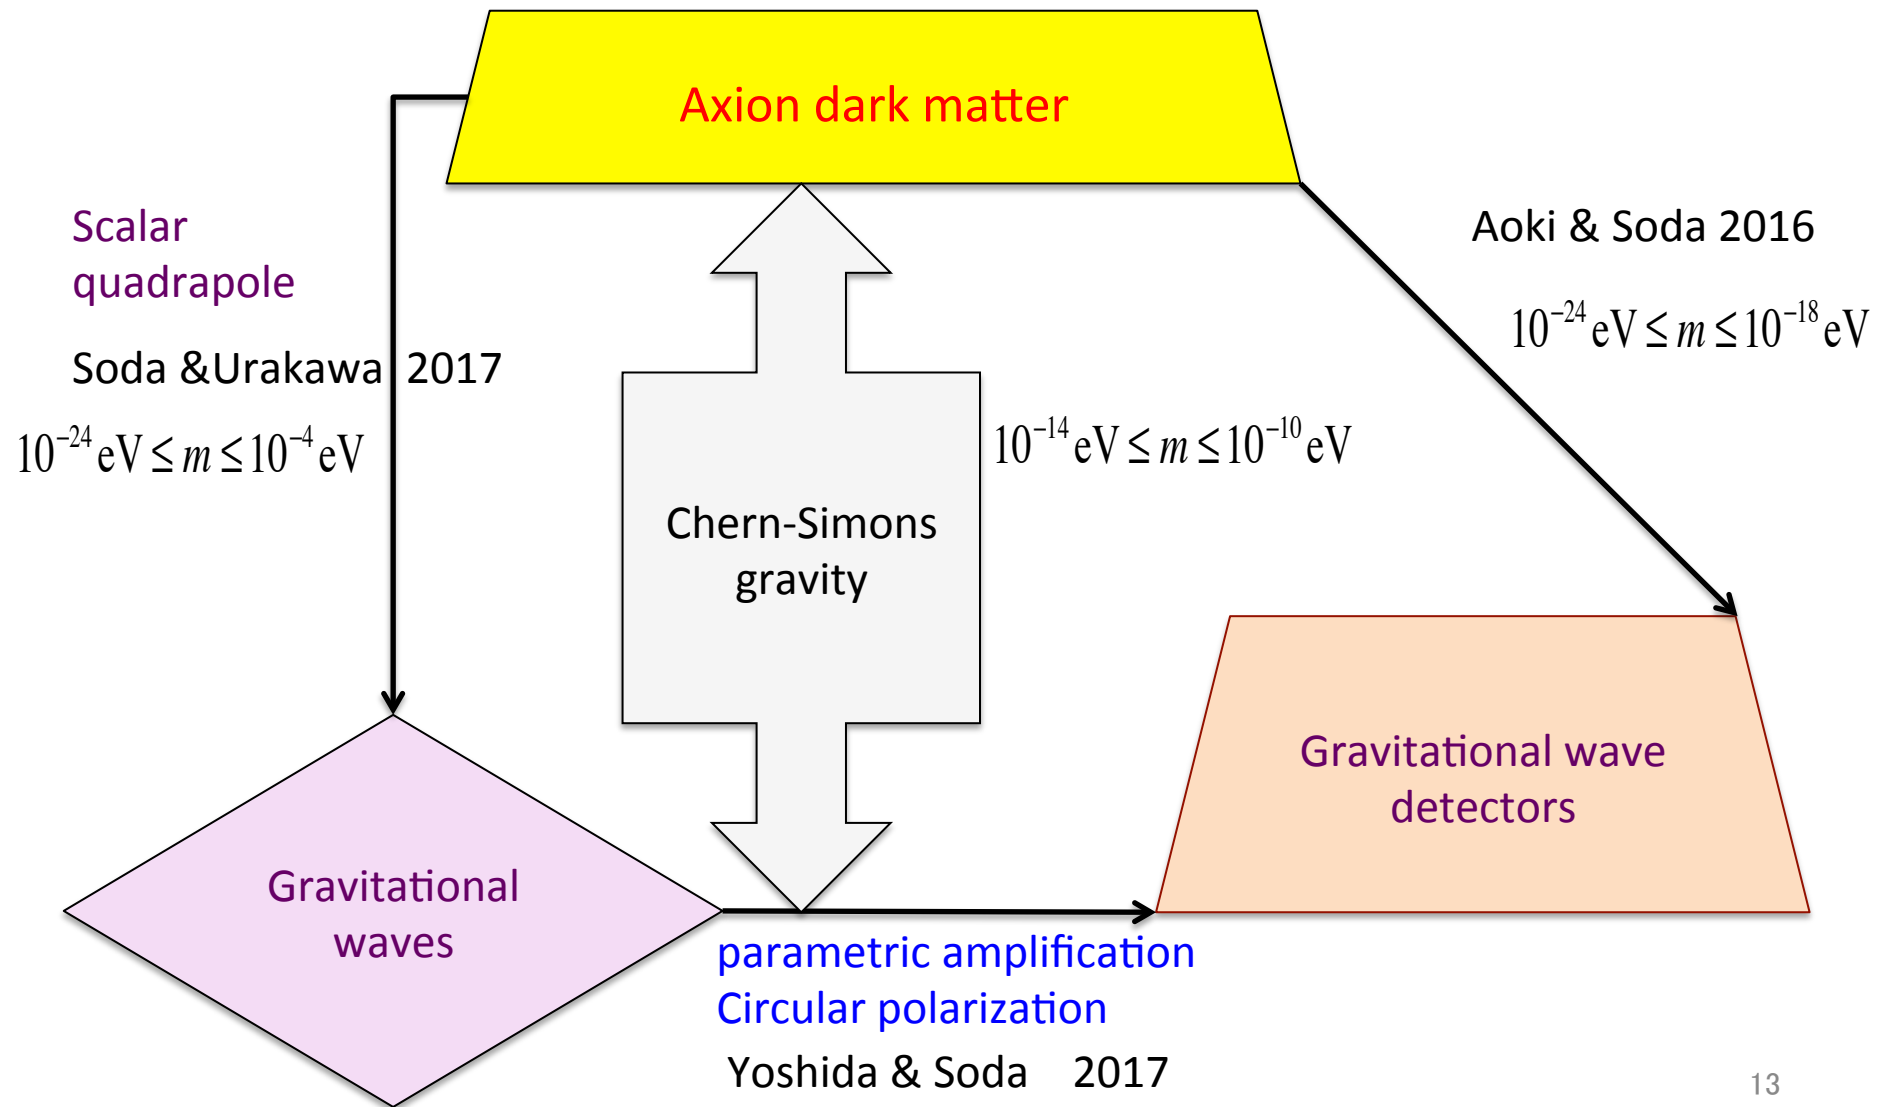 Axion dark matter
Scalar
quadrapole
Soda &Urakawa 2017
10⁻²⁴ eV ≤ m ≤ 10⁻⁴ eV
Aoki & Soda 2016
10⁻²⁴ eV ≤ m ≤ 10⁻¹⁸ eV
10⁻¹⁴ eV ≤ m ≤ 10⁻¹⁰ eV
Chern-Simons
gravity
Gravitational wave
detectors
Gravitational
waves
parametric amplification
Circular polarization
Yoshida & Soda 2017
13